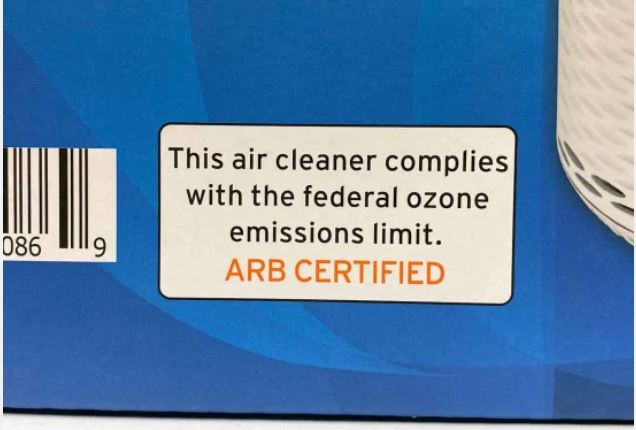 This air cleaner complies
with the federal ozone
emissions limit.
ARB CERTIFIED
086 9